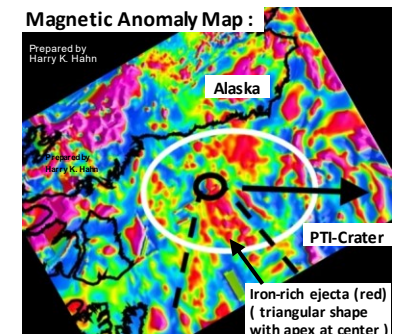 Magnetic Anomaly Map :
Prepared by
Harry K. Hahn
Alaska
Prepared by
Harry K. Hahn
PTI-Crater
Iron-rich ejecta (red)
( triangular shape
with apex at center )